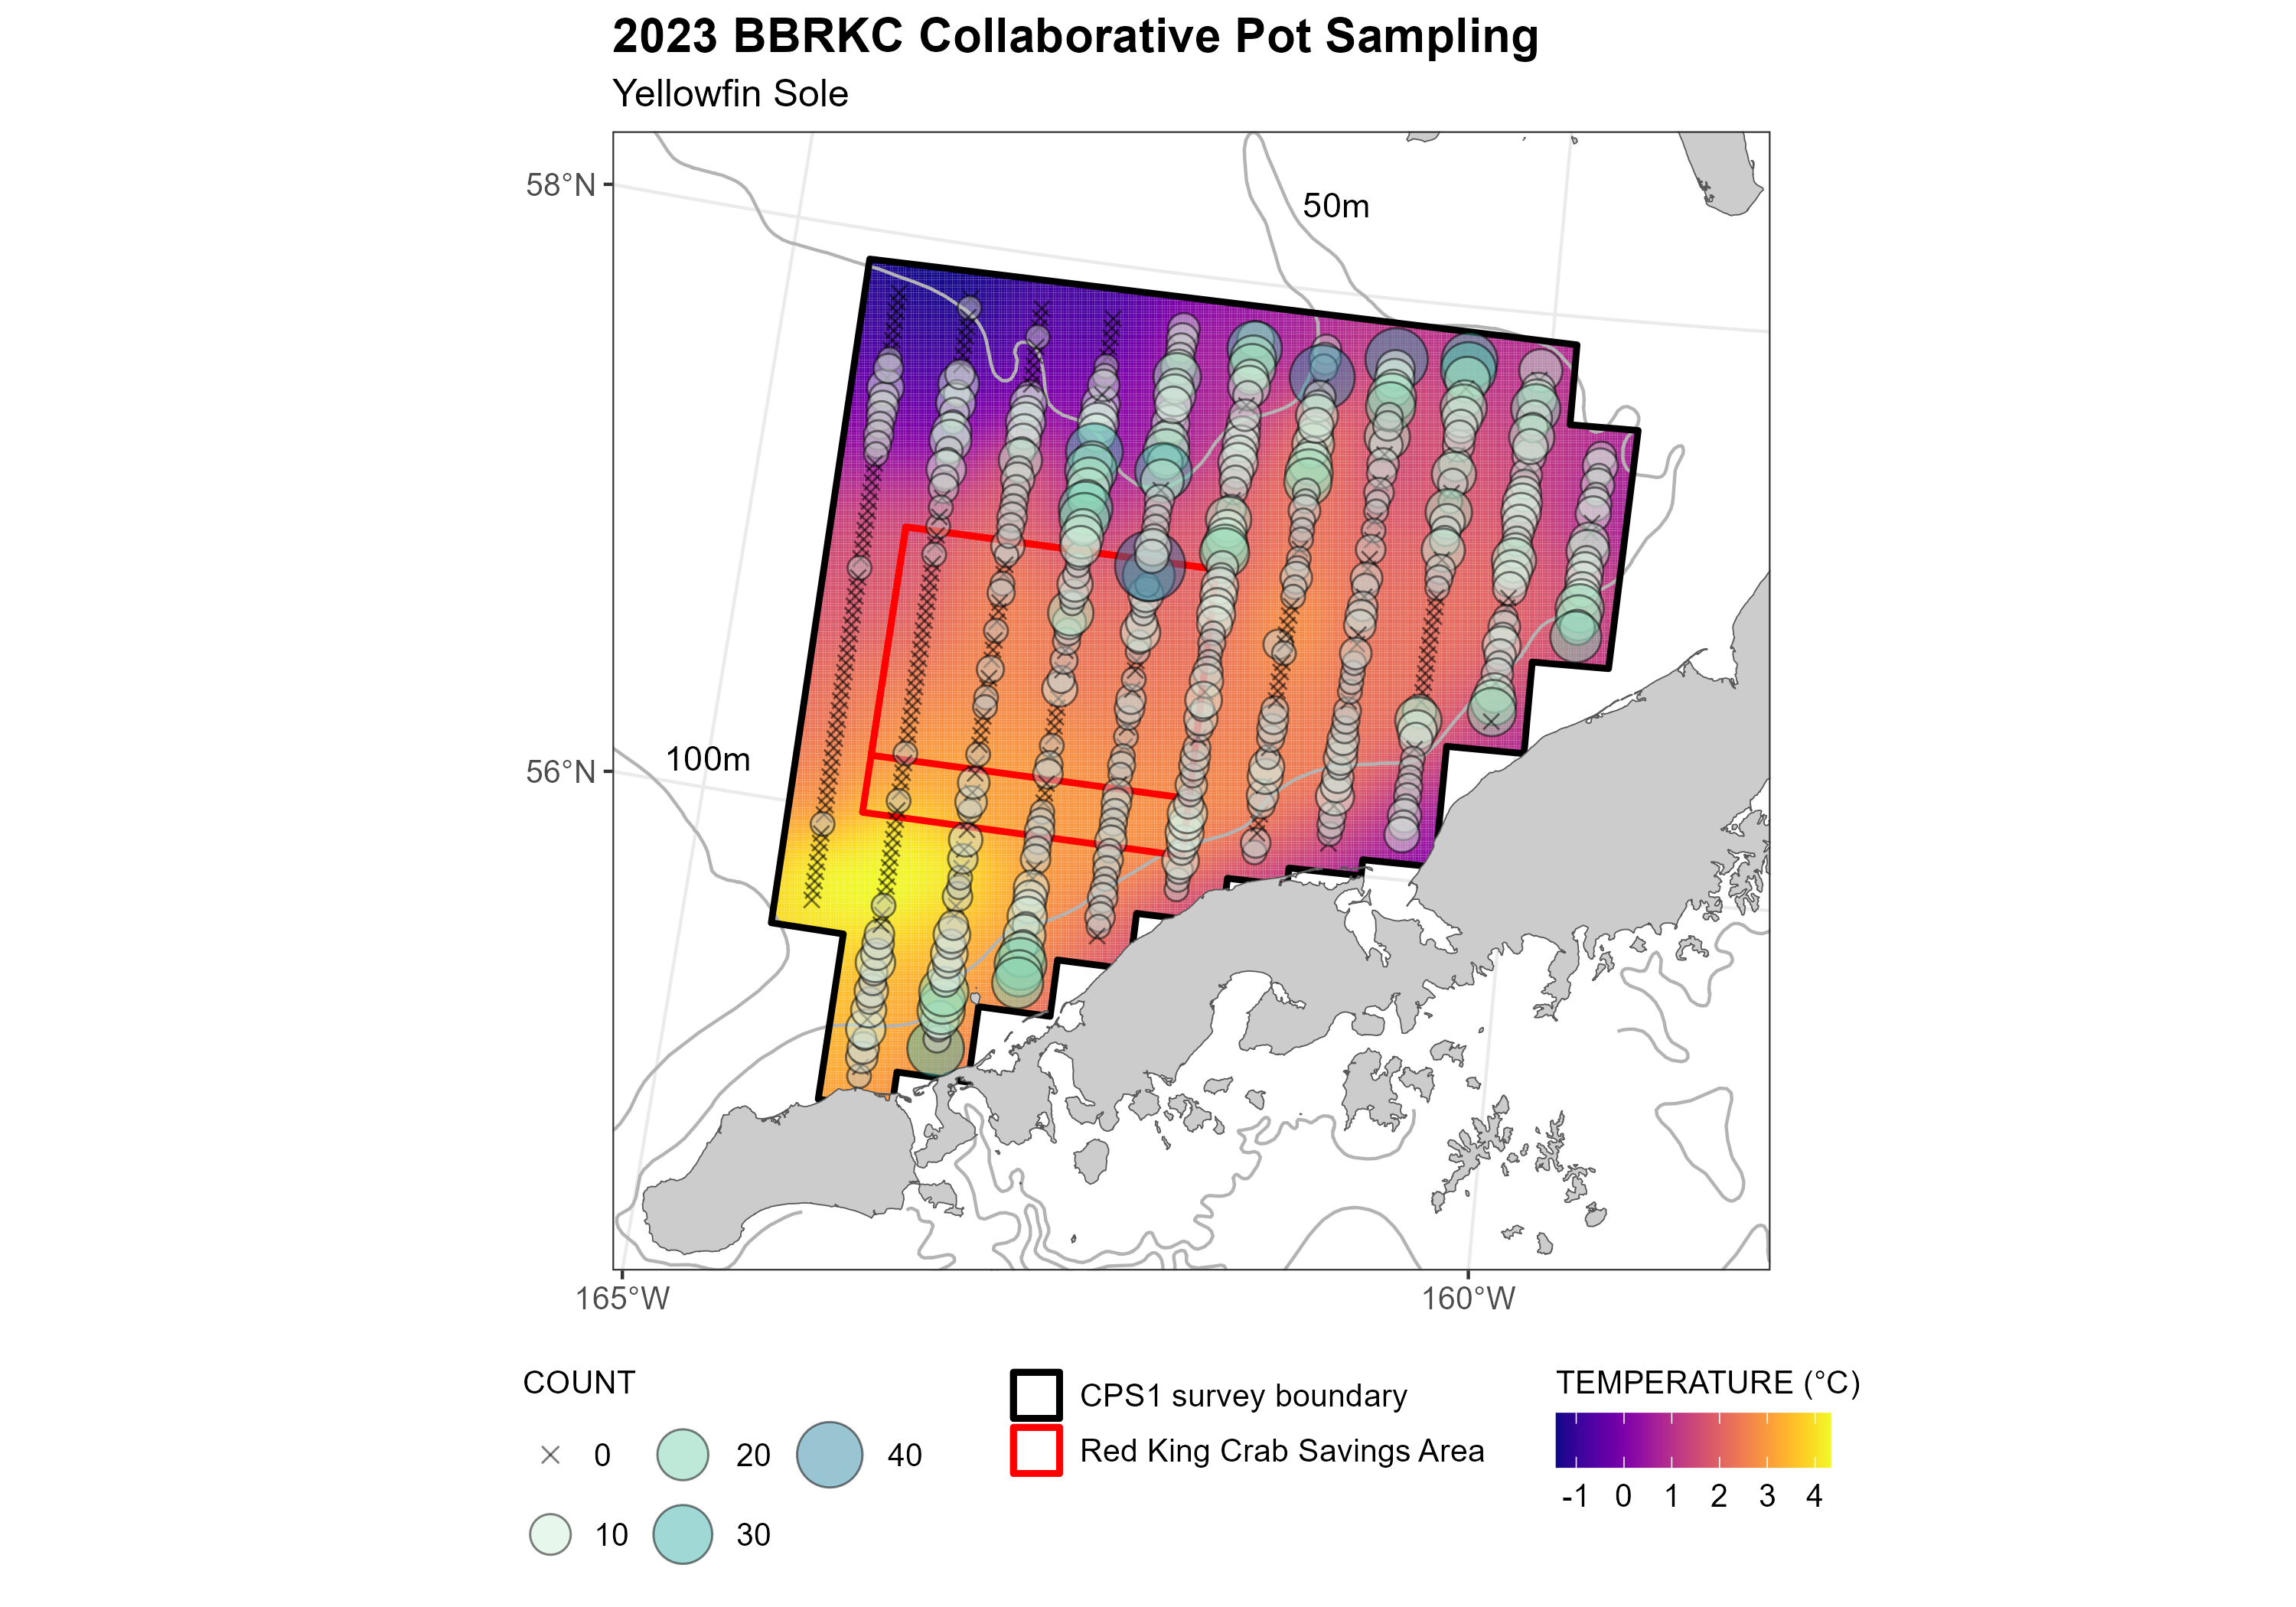 2023 BBRKC Collaborative Pot Sampling
Yellowfin Sole
58°N
50m
56°N
100m
165°W
160°W
COUNT
0
20
40
10
30
CPS1 survey boundary
Red King Crab Savings Area
TEMPERATURE (°C)
-1 0 1 2 3 4